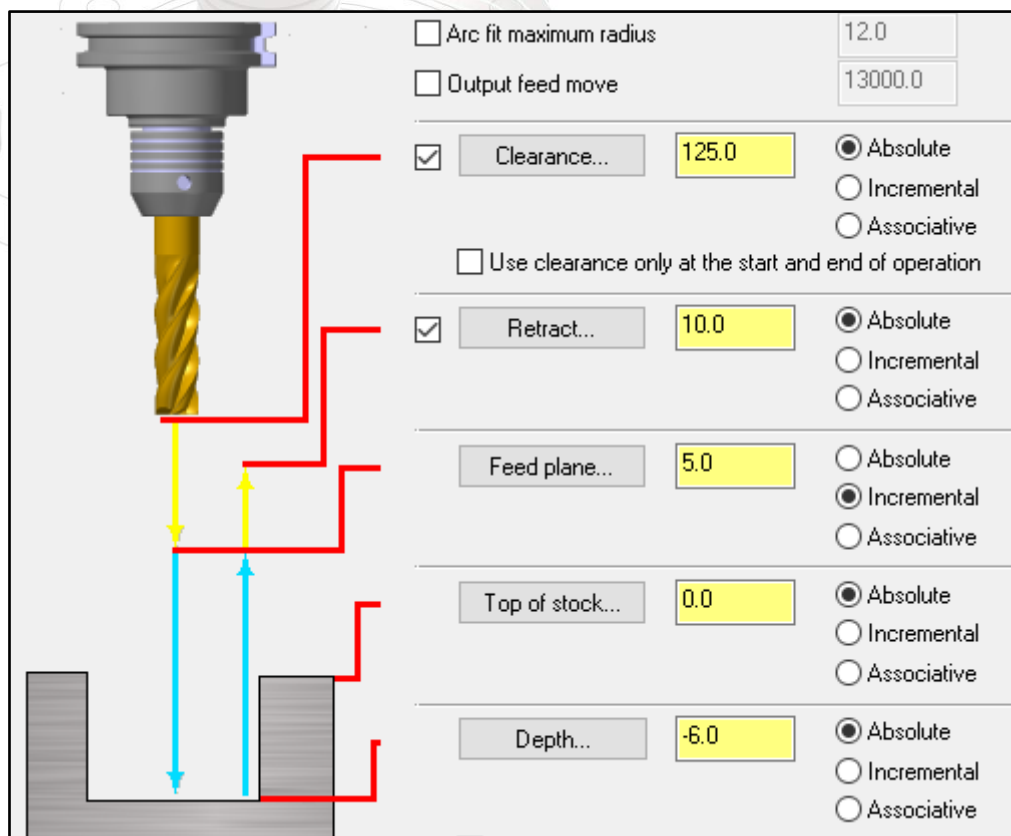 Arc fit maximum radius 12.0
Output feed move 13000.0
Clearance... 125.0 Absolute
Incremental
Associative
Use clearance only at the start and end of operation
Retract... 10.0 Absolute
Incremental
Associative
Feed plane... 5.0 Absolute
Incremental
Associative
Top of stock... 0.0 Absolute
Incremental
Associative
Depth... -6.0 Absolute
Incremental
Associative